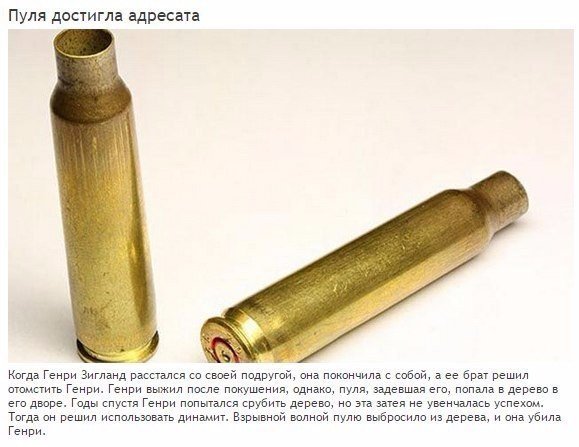 Пуля достигла адресата
Когда Генри Зигланд расстался со своей подругой, она покончила с собой, а ее брат решил
отомстить Генри. Генри выжил после покушения, однако, пуля, задевшая его, попала в дерево в
его дворе. Годы спустя Генри попытался срубить дерево, но эта затея не увенчалась успехом.
Тогда он решил использовать динамит. Взрывной волной пулю выбросило из дерева, и она убила
Генри.